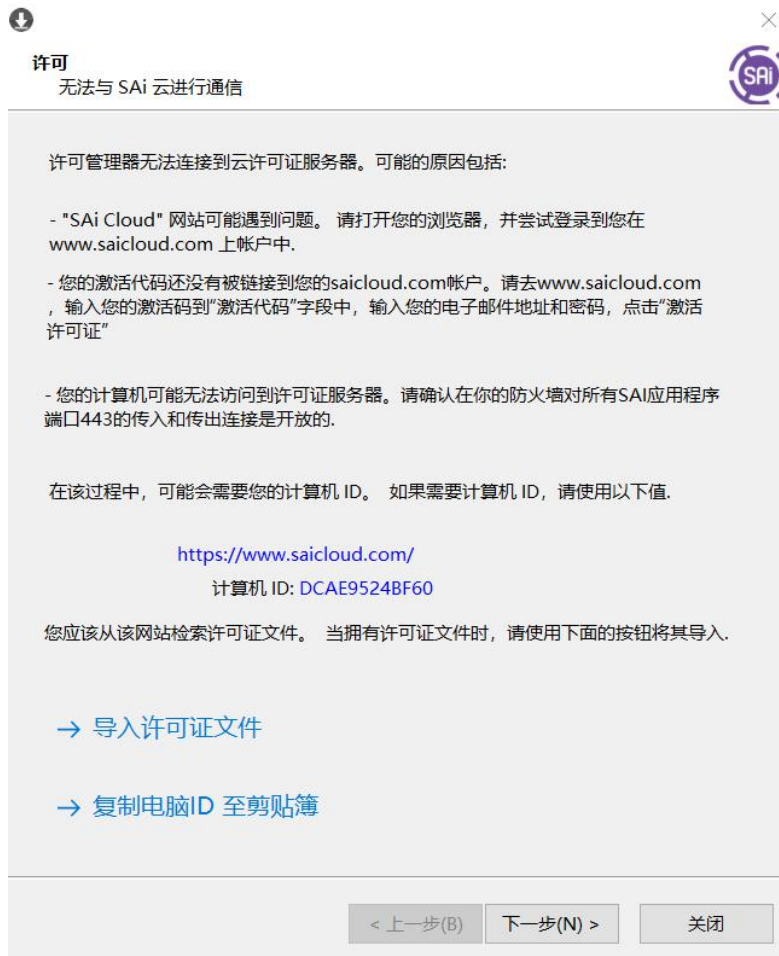 许可
无法与 SAi 云进行通信
SAi
许可管理器无法连接到云许可证服务器。可能的原因包括:
- "SAi Cloud" 网站可能遇到问题。 请打开您的浏览器，并尝试登录到您在
www.saicloud.com 上帐户中.
- 您的激活代码还没有被链接到您的saicloud.com帐户。请去www.saicloud.com
，输入您的激活码到“激活代码”字段中，输入您的电子邮件地址和密码，点击“激活
许可证”
- 您的计算机可能无法访问到许可证服务器。请确认在你的防火墙对所有SAI应用程序
端口443的传入和传出连接是开放的.
在该过程中，可能会需要您的计算机 ID。 如果需要计算机 ID，请使用以下值.
https://www.saicloud.com/
计算机 ID: DCAE9524BF60
您应该从该网站检索许可证文件。 当拥有许可证文件时，请使用下面的按钮将其导入.
→ 导入许可证文件
→ 复制电脑ID 至剪贴簿
< 上一步(B) 下一步(N) > 关闭